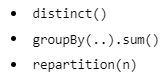 • distinct()
• groupBy(..).sum()
• repartition(n)